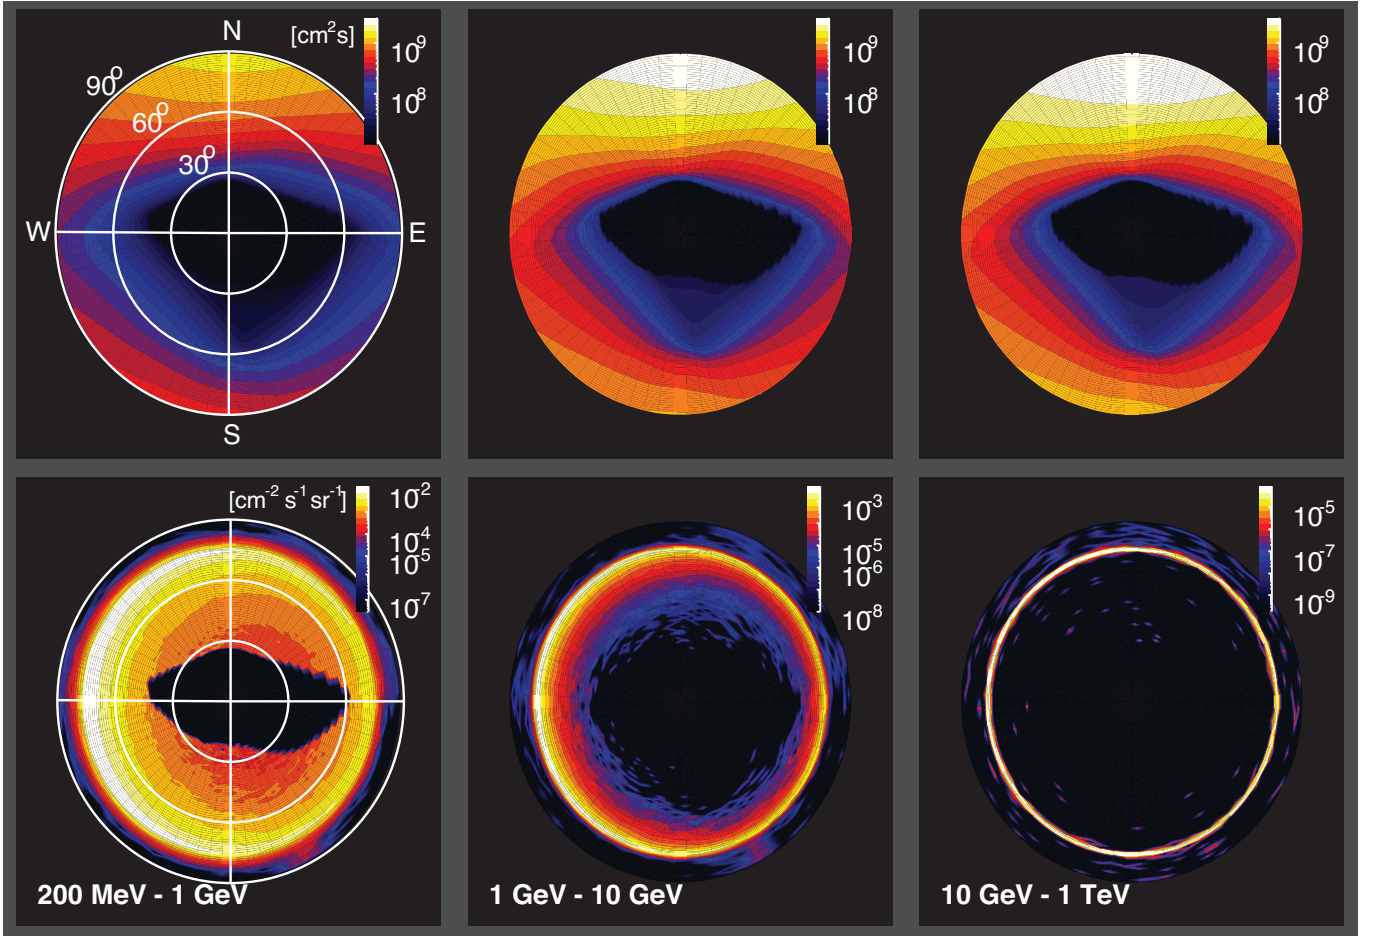 N
[cm²s]
10⁹
10⁸
90°
60°
30°
W
E
S
10⁹
10⁸
10⁹
10⁸
[cm⁻² s⁻¹ sr⁻¹]
10⁻²
10⁻⁴
10⁻⁵
10⁻⁷
200 MeV - 1 GeV
10⁻³
10⁻⁵
10⁻⁶
10⁻⁸
1 GeV - 10 GeV
10⁻⁵
10⁻⁷
10⁻⁹
10 GeV - 1 TeV